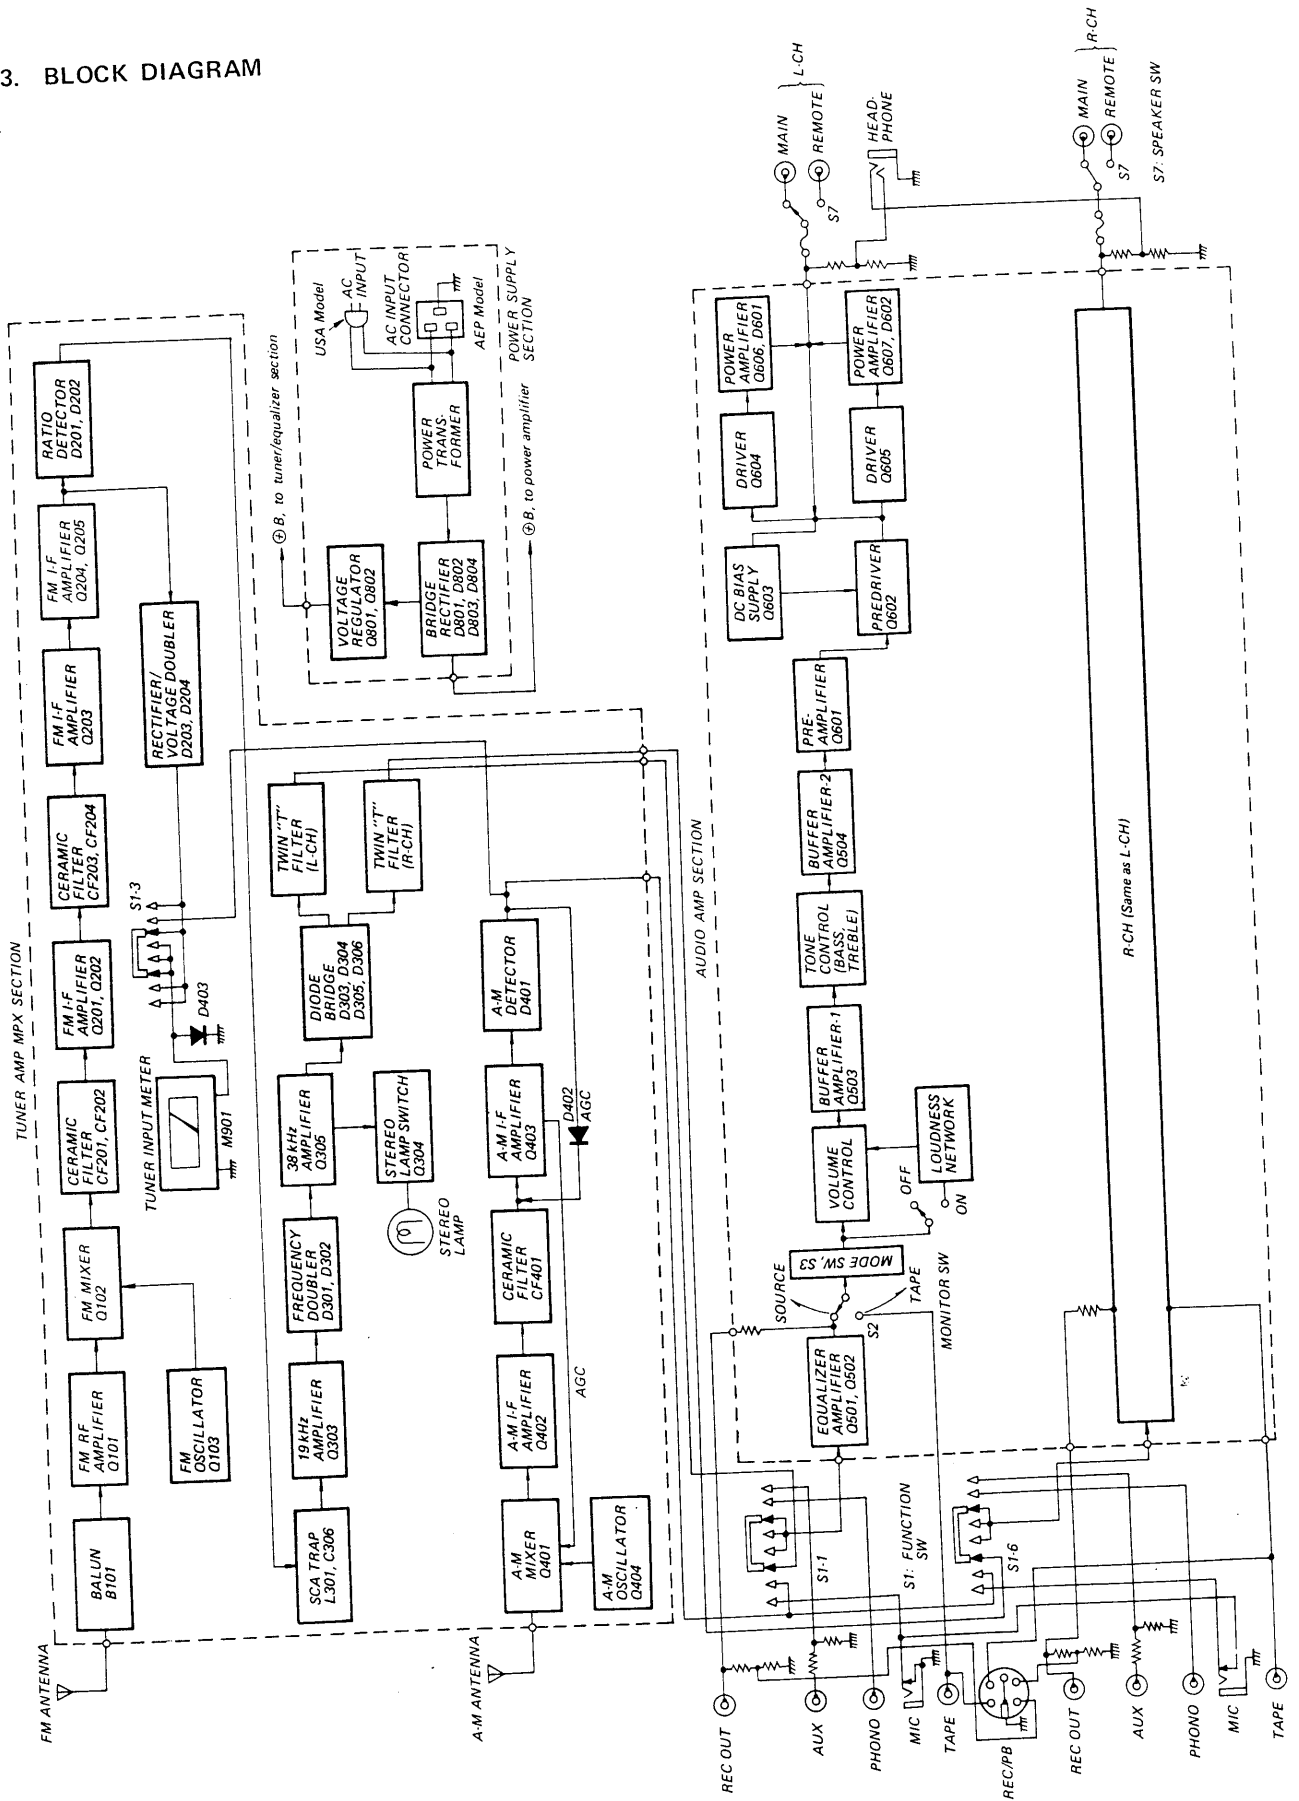 3. BLOCK DIAGRAM
TUNER AMP MPX SECTION
FM ANTENNA
BALUN
B101
FM RF
AMPLIFIER
Q101
FM MIXER
Q102
FM
OSCILLATOR
Q103
CERAMIC
FILTER
CF201, CF202
FM I-F
AMPLIFIER
Q201, Q202
CERAMIC
FILTER
CF203, CF204
FM I-F
AMPLIFIER
Q203
FM I-F
AMPLIFIER
Q204, Q205
RATIO
DETECTOR
D201, D202
RECTIFIER/
VOLTAGE DOUBLER
D203, D204
TUNER INPUT METER
M901
D403
S1-3
SCA TRAP
L301, C306
19 kHz
AMPLIFIER
Q303
FREQUENCY
DOUBLER
D301, D302
38 kHz
AMPLIFIER
Q305
STEREO
LAMP SWITCH
Q304
STEREO
LAMP
DIODE
BRIDGE
D303, D304
D305, D306
TWIN "T"
FILTER
(L-CH)
TWIN "T"
FILTER
(R-CH)
A-M ANTENNA
A-M
MIXER
Q401
A-M
OSCILLATOR
Q404
A-M I-F
AMPLIFIER
Q402
CERAMIC
FILTER
CF401
A-M I-F
AMPLIFIER
Q403
A-M
DETECTOR
D401
D402
AGC
AGC
⊕B, to tuner/equalizer section
VOLTAGE
REGULATOR
Q801, Q802
BRIDGE
RECTIFIER
D801, D802
D803, D804
POWER
TRANS-
FORMER
USA Model
AC
INPUT
AC INPUT
CONNECTOR
AEP Model
POWER SUPPLY
SECTION
⊕B, to power amplifier
AUDIO AMP SECTION
EQUALIZER
AMPLIFIER
Q501, Q502
SOURCE
TAPE
S2
MONITOR SW
MODE SW, S3
VOLUME
CONTROL
OFF
ON
LOUDNESS
NETWORK
BUFFER
AMPLIFIER-1
Q503
TONE
CONTROL
(BASS,
TREBLE)
BUFFER
AMPLIFIER-2
Q504
PRE-
AMPLIFIER
Q601
DC BIAS
SUPPLY
Q603
PREDRIVER
Q602
DRIVER
Q604
DRIVER
Q605
POWER
AMPLIFIER
Q606, D601
POWER
AMPLIFIER
Q607, D602
MAIN
REMOTE
L-CH
S7
HEAD-
PHONE
MAIN
REMOTE
R-CH
S7
S7: SPEAKER SW
R-CH (Same as L-CH)
S1-1
S1: FUNCTION
SW
S1-6
REC OUT
AUX
PHONO
MIC
TAPE
REC/PB
REC OUT
AUX
PHONO
MIC
TAPE